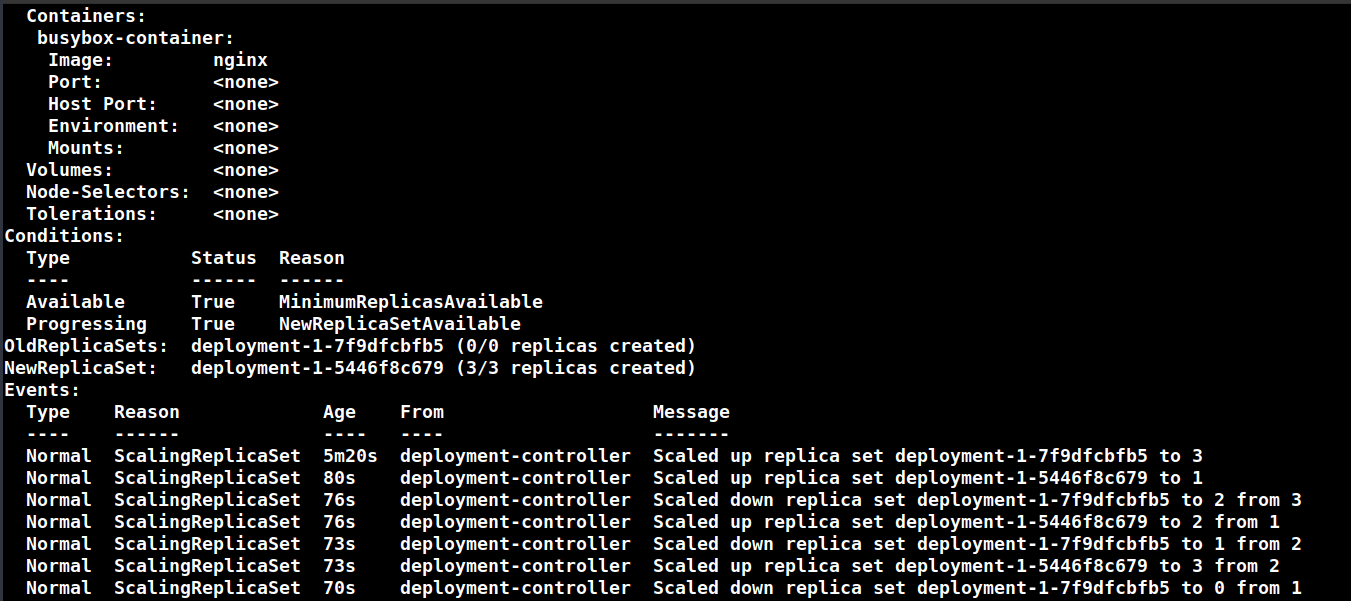 Containers:
busybox-container:
Image: nginx
Port: <none>
Host Port: <none>
Environment: <none>
Mounts: <none>
Volumes: <none>
Node-Selectors: <none>
Tolerations: <none>
Conditions:
Type Status Reason
---- ------ ------
Available True MinimumReplicasAvailable
Progressing True NewReplicaSetAvailable
OldReplicaSets: deployment-1-7f9dfcbfb5 (0/0 replicas created)
NewReplicaSet: deployment-1-5446f8c679 (3/3 replicas created)
Events:
Type Reason Age From Message
---- ------ ---- ---- -------
Normal ScalingReplicaSet 5m20s deployment-controller Scaled up replica set deployment-1-7f9dfcbfb5 to 3
Normal ScalingReplicaSet 80s deployment-controller Scaled up replica set deployment-1-5446f8c679 to 1
Normal ScalingReplicaSet 76s deployment-controller Scaled down replica set deployment-1-7f9dfcbfb5 to 2 from 3
Normal ScalingReplicaSet 76s deployment-controller Scaled up replica set deployment-1-5446f8c679 to 2 from 1
Normal ScalingReplicaSet 73s deployment-controller Scaled down replica set deployment-1-7f9dfcbfb5 to 1 from 2
Normal ScalingReplicaSet 73s deployment-controller Scaled up replica set deployment-1-5446f8c679 to 3 from 2
Normal ScalingReplicaSet 70s deployment-controller Scaled down replica set deployment-1-7f9dfcbfb5 to 0 from 1